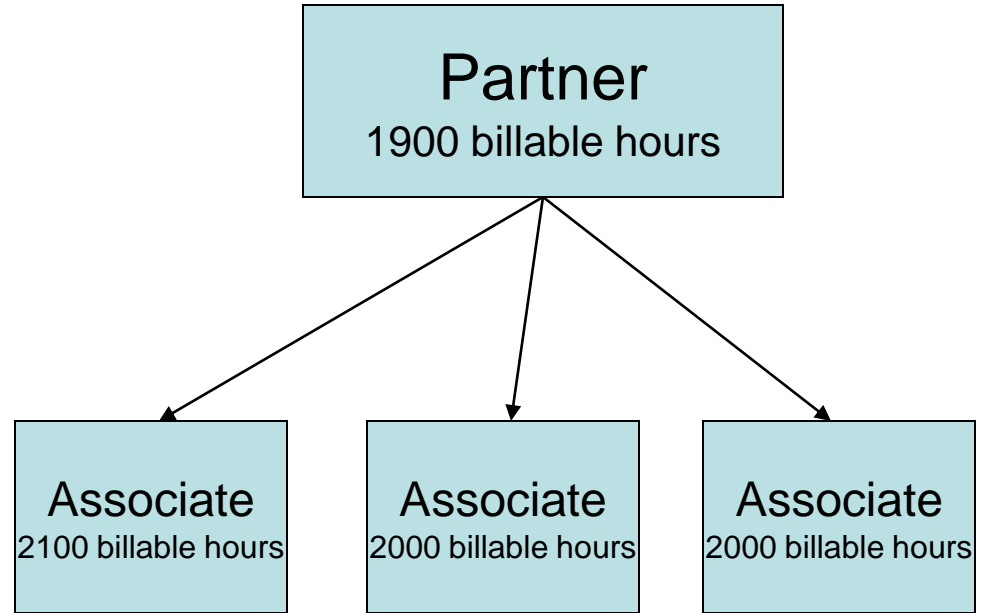 Partner
1900 billable hours
Associate
2100 billable hours
Associate
2000 billable hours
Associate
2000 billable hours